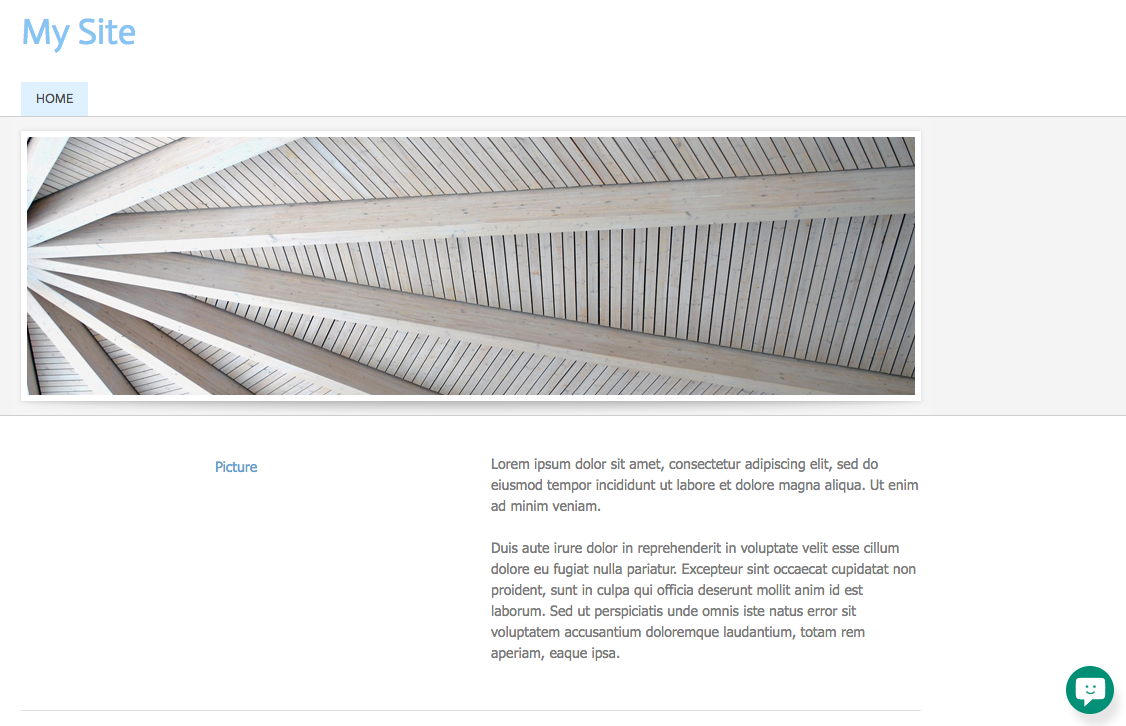 My Site
HOME
Picture
Lorem ipsum dolor sit amet, consectetur adipiscing elit, sed do
eiusmod tempor incididunt ut labore et dolore magna aliqua. Ut enim
ad minim veniam.
Duis aute irure dolor in reprehenderit in voluptate velit esse cillum
dolore eu fugiat nulla pariatur. Excepteur sint occaecat cupidatat non
proident, sunt in culpa qui officia deserunt mollit anim id est
laborum. Sed ut perspiciatis unde omnis iste natus error sit
voluptatem accusantium doloremque laudantium, totam rem
aperiam, eaque ipsa.